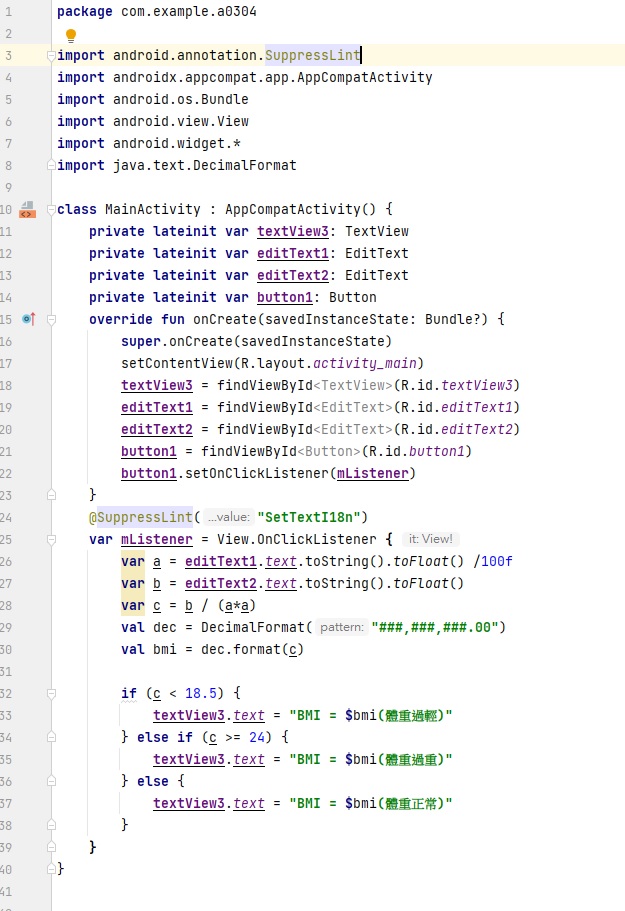 1 package com.example.a0304
2
3 import android.annotation.SuppressLint
4 import androidx.appcompat.app.AppCompatActivity
5 import android.os.Bundle
6 import android.view.View
7 import android.widget.*
8 import java.text.DecimalFormat
9
10 class MainActivity : AppCompatActivity() {
11     private lateinit var textView3: TextView
12     private lateinit var editText1: EditText
13     private lateinit var editText2: EditText
14     private lateinit var button1: Button
15     override fun onCreate(savedInstanceState: Bundle?) {
16         super.onCreate(savedInstanceState)
17         setContentView(R.layout.activity_main)
18         textView3 = findViewById<TextView>(R.id.textView3)
19         editText1 = findViewById<EditText>(R.id.editText1)
20         editText2 = findViewById<EditText>(R.id.editText2)
21         button1 = findViewById<Button>(R.id.button1)
22         button1.setOnClickListener(mListener)
23     }
24     @SuppressLint( ...value: "SetTextI18n")
25     var mListener = View.OnClickListener { it: View!
26         var a = editText1.text.toString().toFloat() /100f
27         var b = editText2.text.toString().toFloat()
28         var c = b / (a*a)
29         val dec = DecimalFormat( pattern: "###,###,###.00")
30         val bmi = dec.format(c)
31
32         if (c < 18.5) {
33             textView3.text = "BMI = $bmi(體重過輕)"
34         } else if (c >= 24) {
35             textView3.text = "BMI = $bmi(體重過重)"
36         } else {
37             textView3.text = "BMI = $bmi(體重正常)"
38         }
39     }
40 }
41